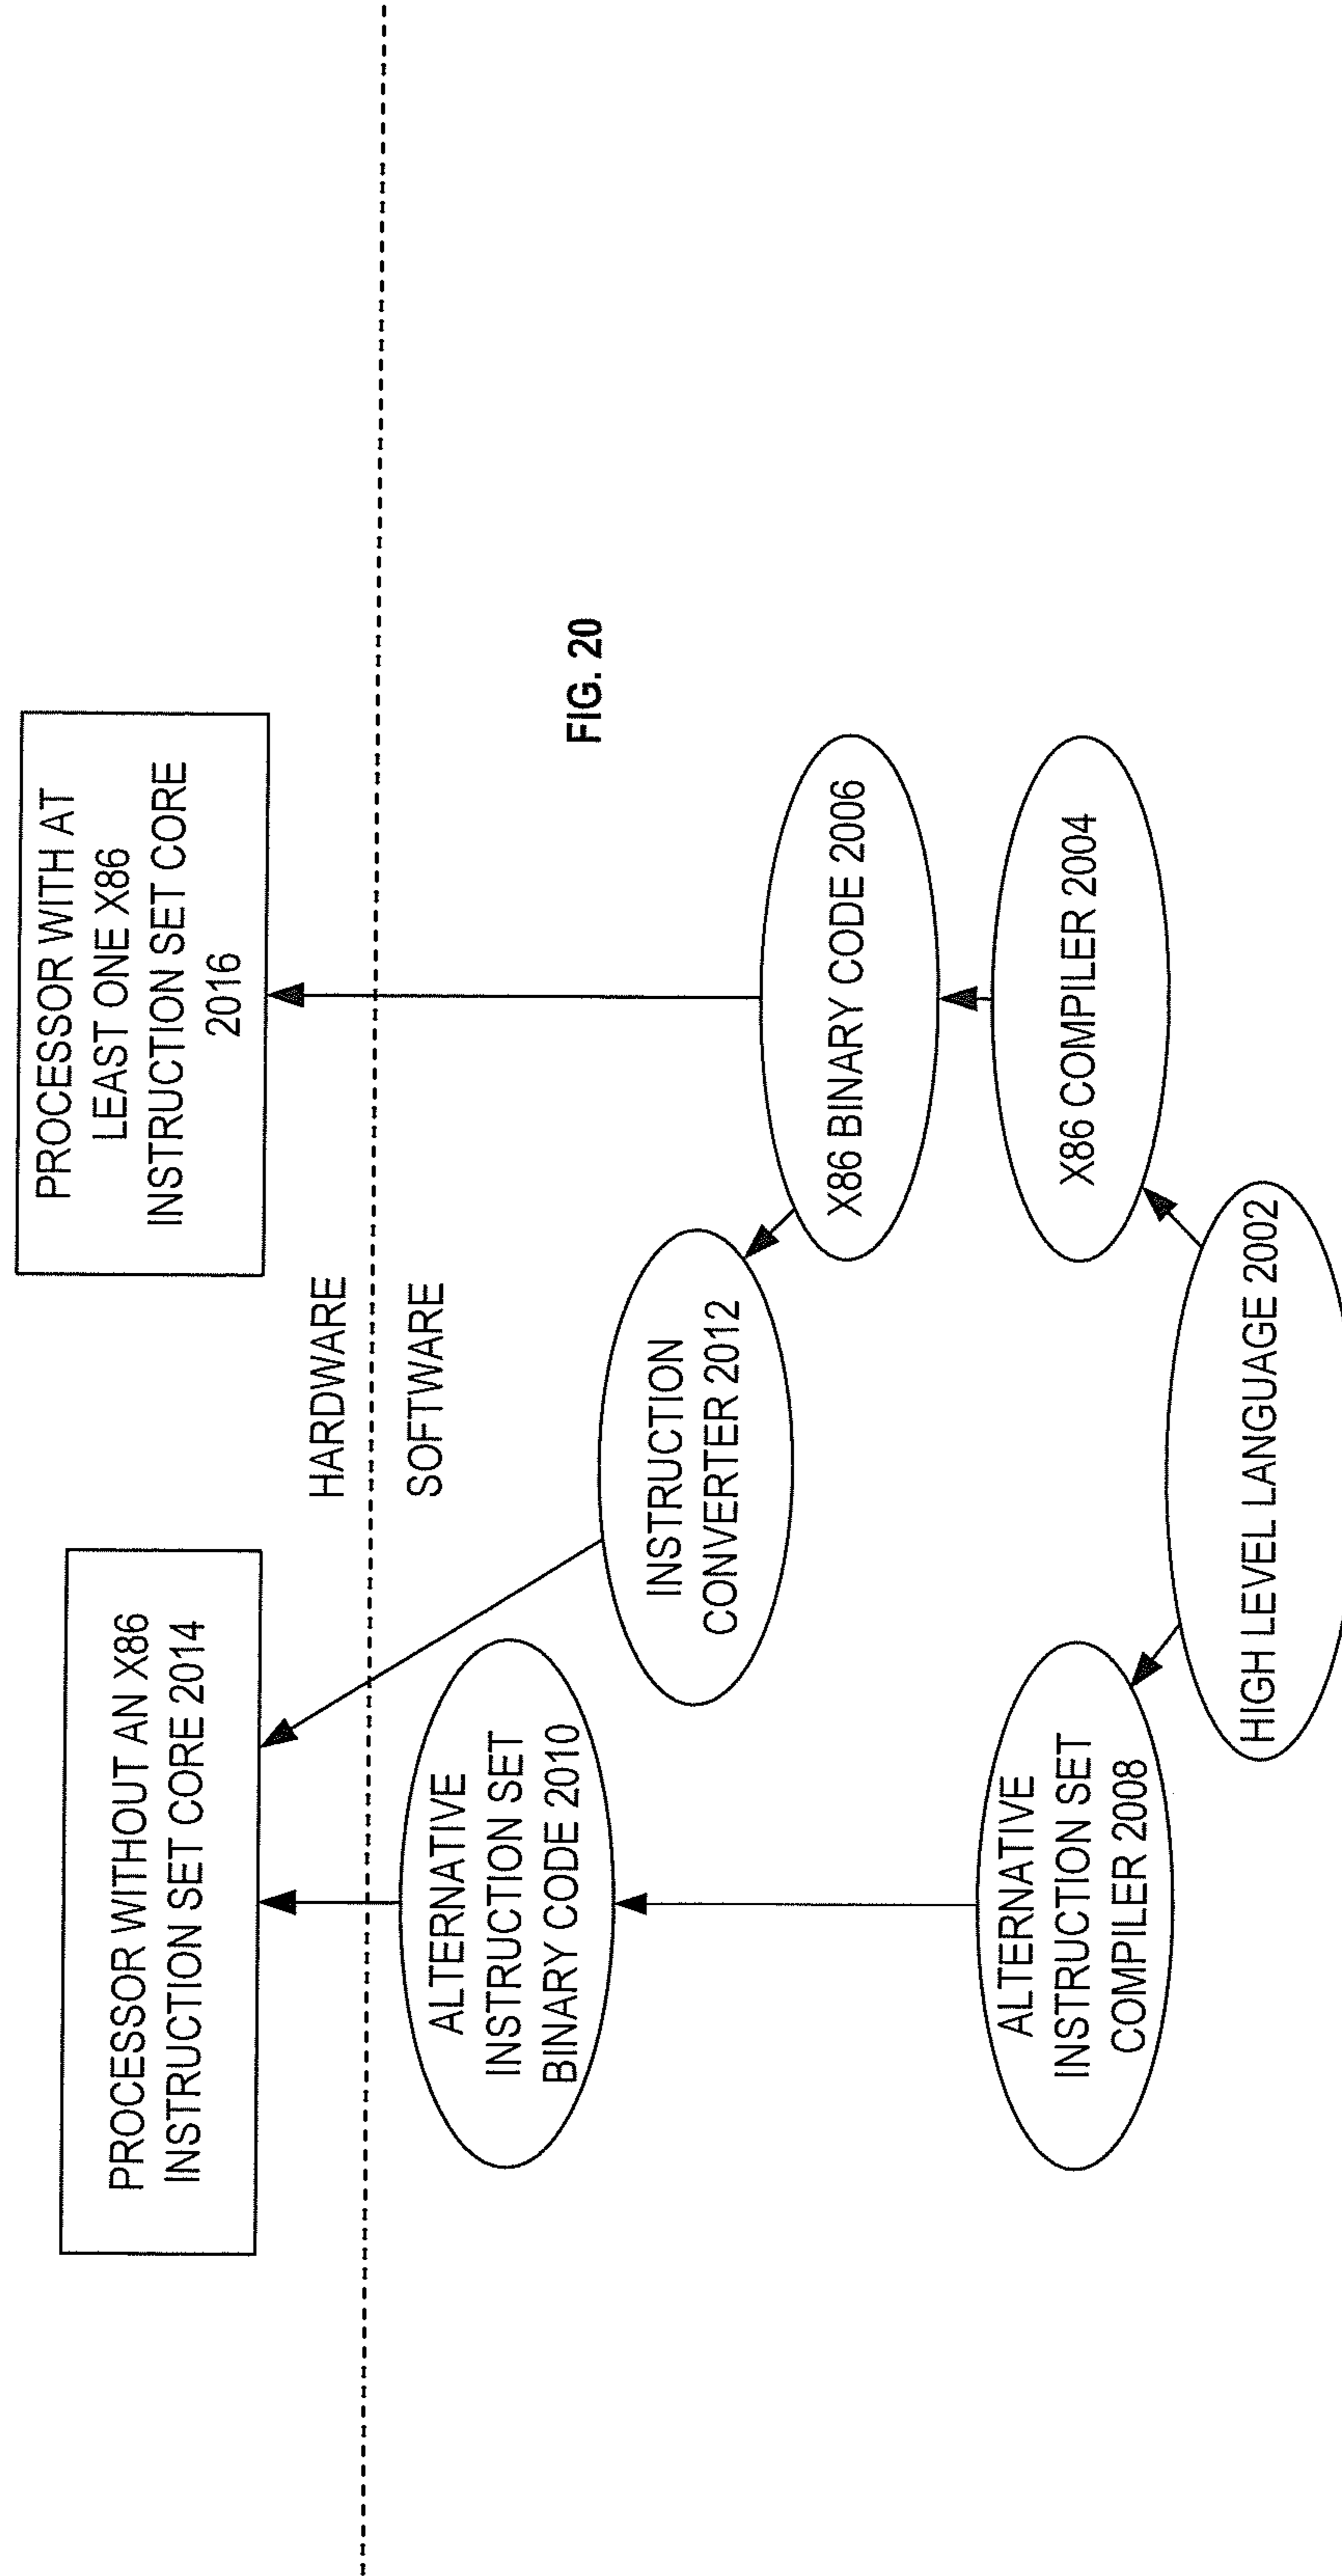 PROCESSOR WITHOUT AN X86
INSTRUCTION SET CORE 2014
PROCESSOR WITH AT
LEAST ONE X86
INSTRUCTION SET CORE
2016
HARDWARE
SOFTWARE
ALTERNATIVE
INSTRUCTION SET
BINARY CODE 2010
INSTRUCTION
CONVERTER 2012
FIG. 20
X86 BINARY CODE 2006
ALTERNATIVE
INSTRUCTION SET
COMPILER 2008
X86 COMPILER 2004
HIGH LEVEL LANGUAGE 2002